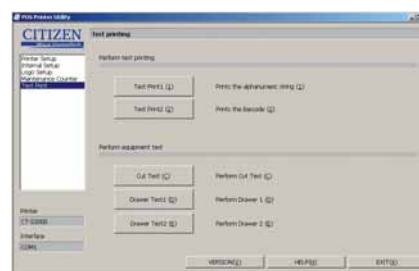 POS Printer Utility
CITIZEN
Test printing
Printer Setup
Internal Setup
Logo Setup
Maintenance Counter
Test Print
Perform test printing
Test Print1 (1)
Prints the alphanumeric string (1)
Test Print2 (2)
Prints the Barcode (2)
Perform equipment test
Cut Test (C)
Perform Cut Test (C)
Drawer Test1 (D)
Perform Drawer 1 (D)
Drawer Test2 (R)
Perform Drawer 2 (R)
Printer
CT-S2000
Interface
COM1
VERSION(V)
HELP(H)
EXIT(X)